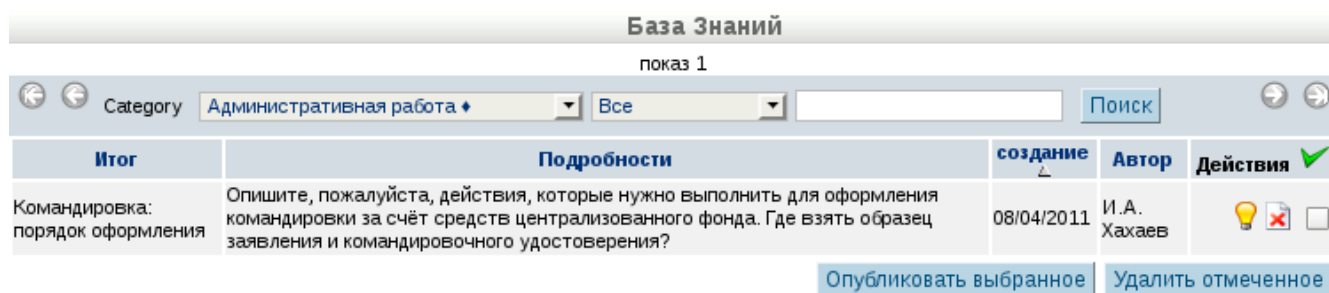 База Знаний
показ 1
Category Административная работа ♦ Все Поиск
Итог Подробности создание Автор Действия
Командировка: порядок оформления
Опишите, пожалуйста, действия, которые нужно выполнить для оформления
командировки за счёт средств централизованного фонда. Где взять образец
заявления и командировочного удостоверения?
08/04/2011
И.А.
Хахаев
Опубликовать выбранное Удалить отмеченное